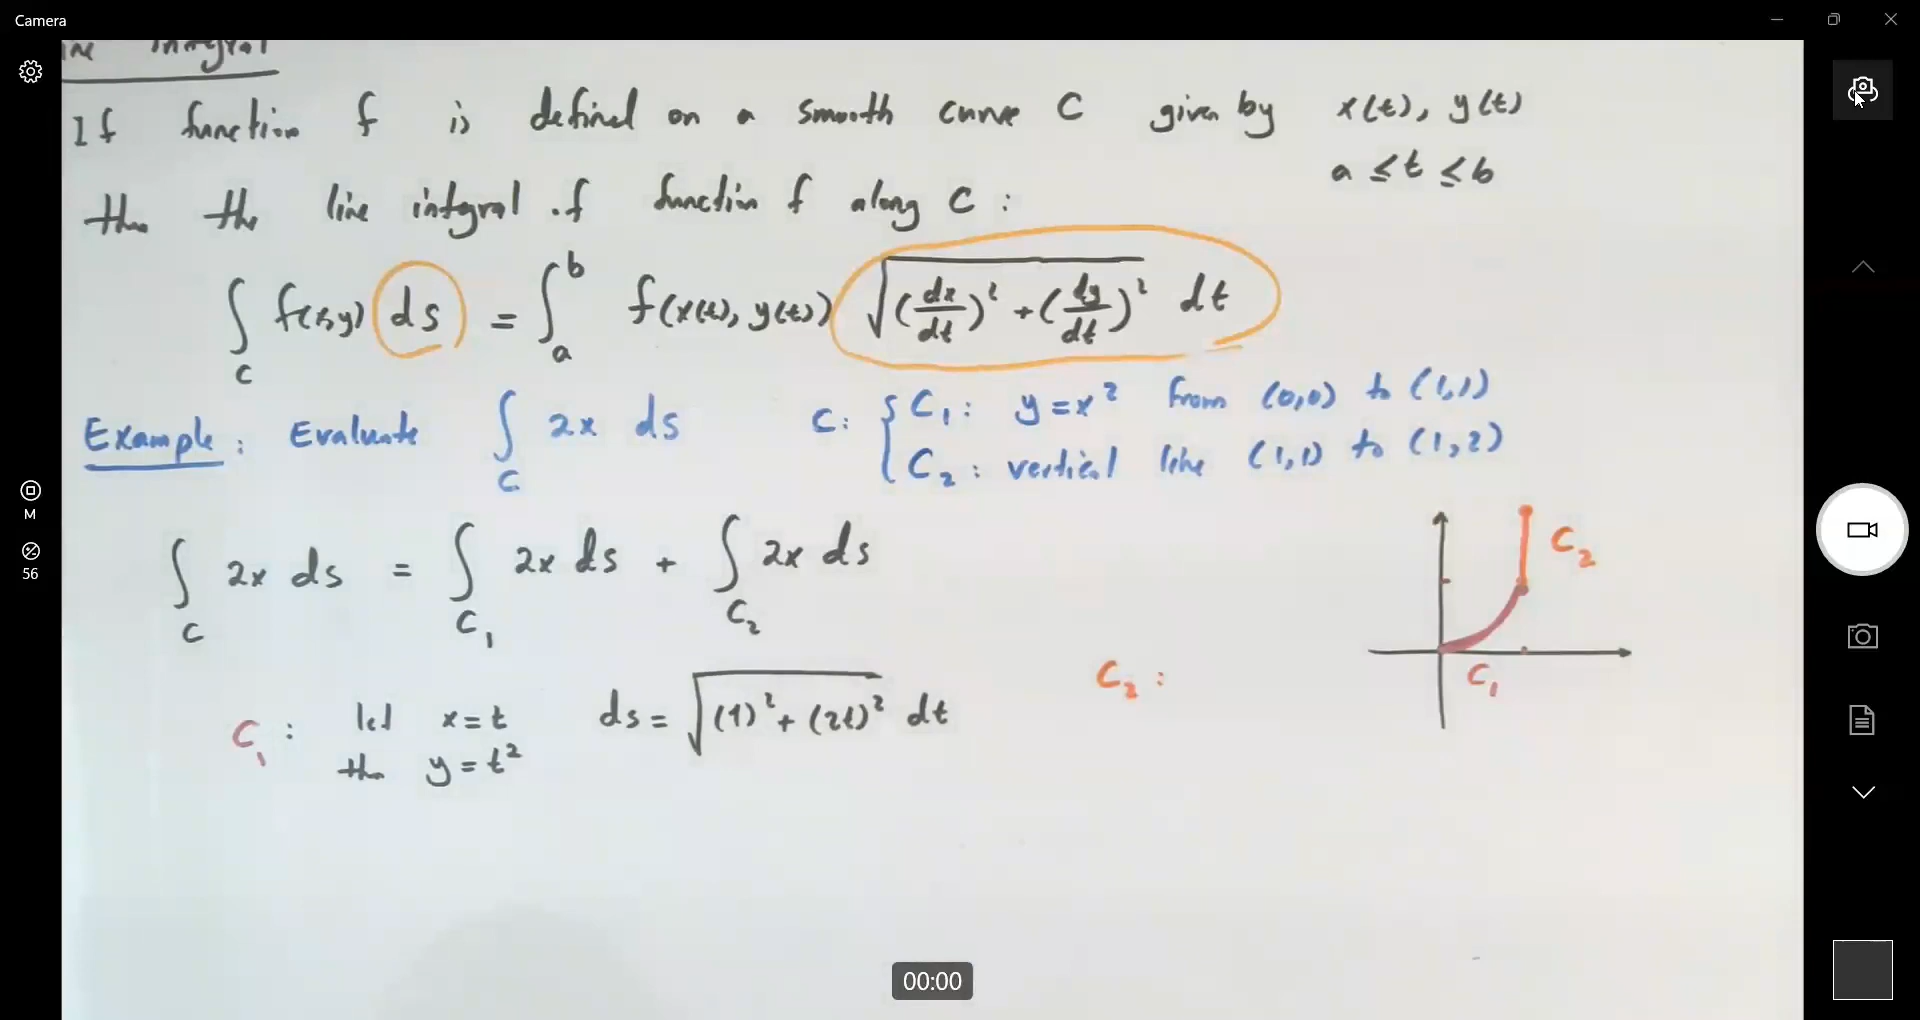 Camera
line integral
If function f is defined on a smooth curve C given by x(t), y(t)
a ≤ t ≤ b
then the line integral of function f along C :
∫_C f(x,y) ds = ∫_a^b f(x(t), y(t)) √((dx/dt)² + (dy/dt)²) dt
Example : Evaluate ∫_C 2x ds C: { C₁ : y = x² from (0,0) to (1,1)
C₂ : vertical line (1,1) to (1,2)
∫_C 2x ds = ∫_C₁ 2x ds + ∫_C₂ 2x ds
C₂
C₁
C₁ : let x = t ds = √((1)² + (2t)²) dt
then y = t²
C₂ :
M
56
00:00